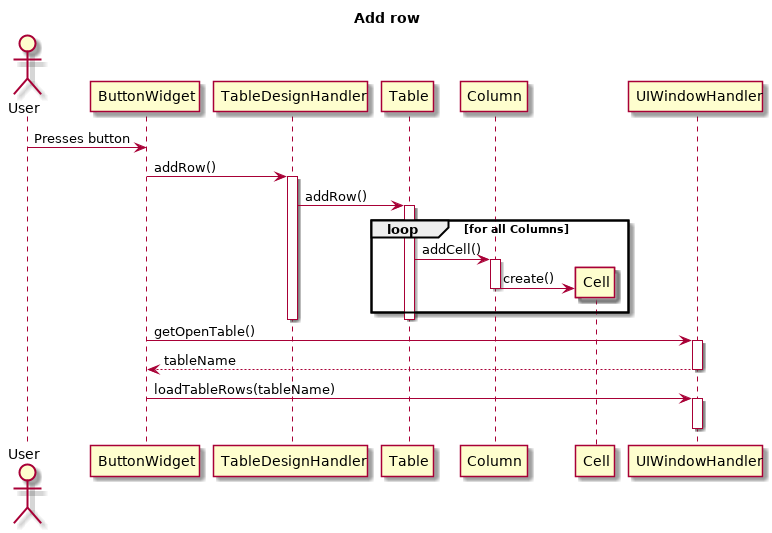 Add row
User
ButtonWidget
TableDesignHandler
Table
Column
UIWindowHandler
Presses button
addRow()
addRow()
loop [for all Columns]
addCell()
create()
Cell
getOpenTable()
tableName
loadTableRows(tableName)
User
ButtonWidget
TableDesignHandler
Table
Column
Cell
UIWindowHandler